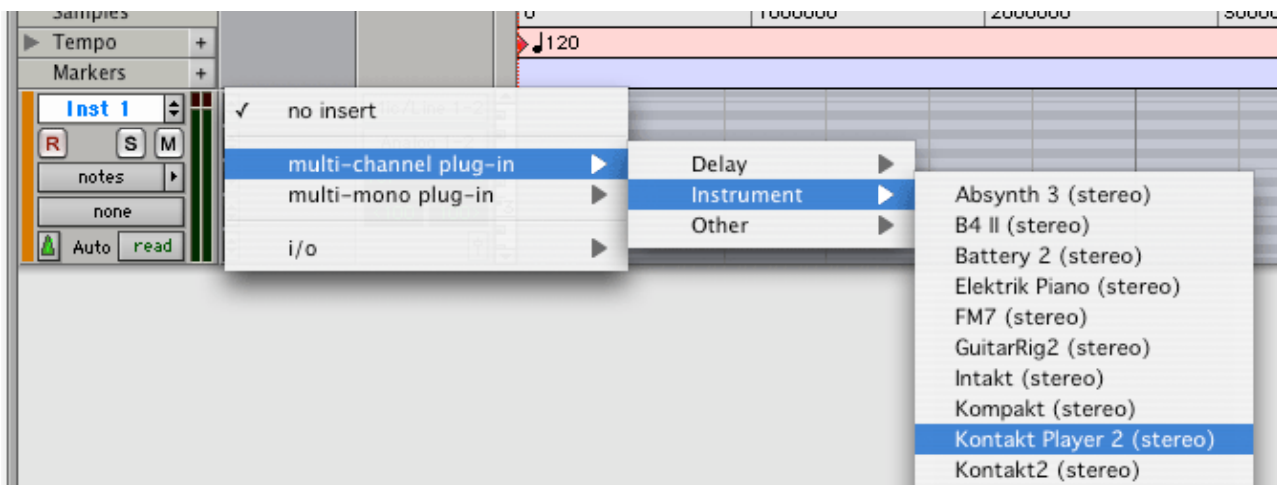 Samples
0 1000000 2000000
Tempo + 120
Markers +
Inst 1
R S M
notes
none
Auto read
✓ no insert
multi-channel plug-in
multi-mono plug-in
i/o
Delay
Instrument
Other
Absynth 3 (stereo)
B4 II (stereo)
Battery 2 (stereo)
Elektrik Piano (stereo)
FM7 (stereo)
GuitarRig2 (stereo)
Intakt (stereo)
Kompakt (stereo)
Kontakt Player 2 (stereo)
Kontakt2 (stereo)